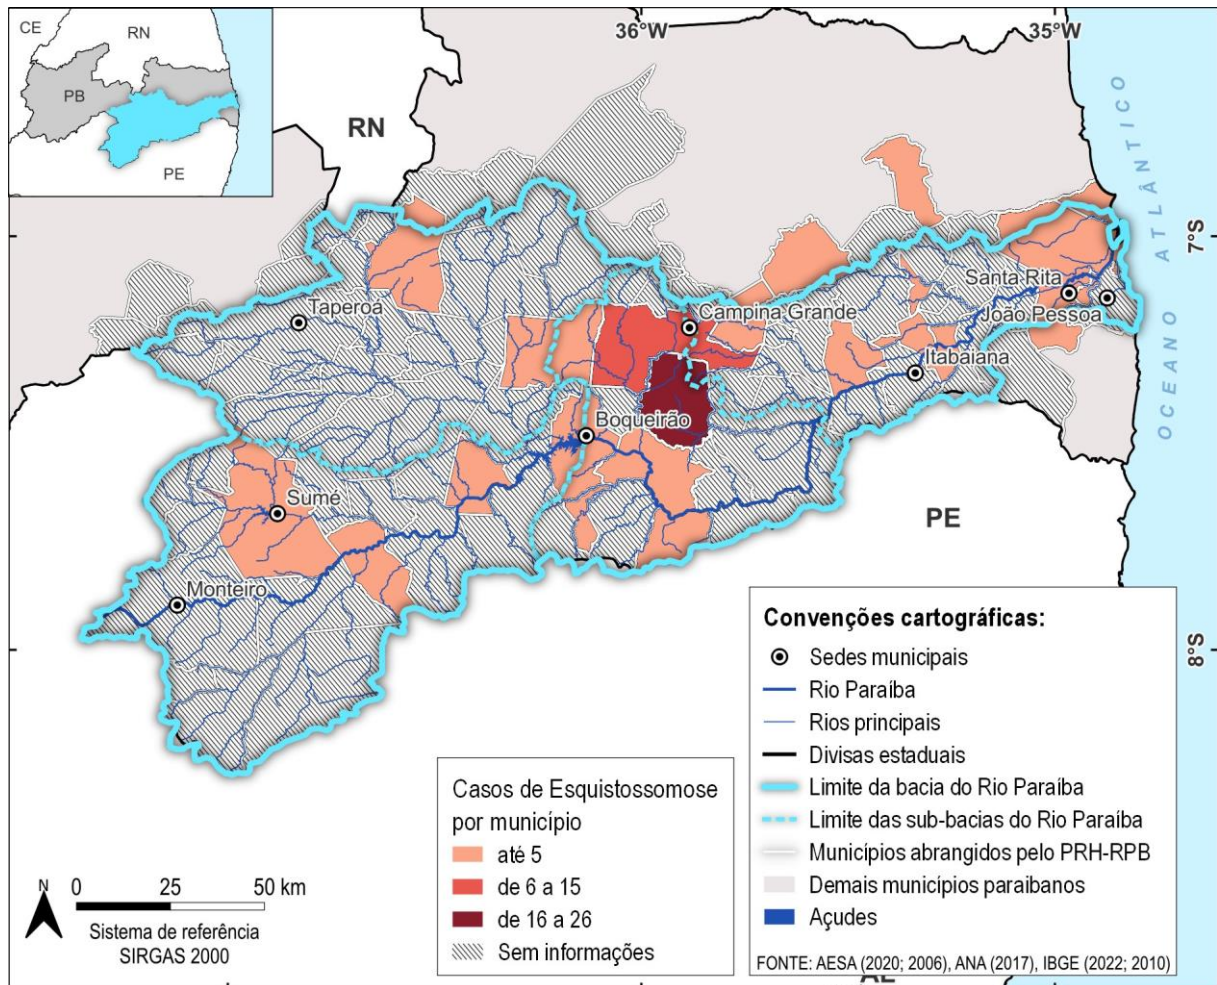 CE
RN
PB
PE
36°W
35°W
RN
OCEANO ATLÂNTICO
7°S
Santa Rita
João Pessoa
Taperoá
Campina Grande
Itabaiana
Boqueirão
Sumé
PE
Monteiro
8°S
Convenções cartográficas:
Sedes municipais
Rio Paraíba
Rios principais
Divisas estaduais
Limite da bacia do Rio Paraíba
Limite das sub-bacias do Rio Paraíba
Municípios abrangidos pelo PRH-RPB
Demais municípios paraibanos
Açudes
FONTE: AESA (2020; 2006), ANA (2017), IBGE (2022; 2010)
Casos de Esquistossomose
por município
até 5
de 6 a 15
de 16 a 26
Sem informações
N
0 25 50 km
Sistema de referência
SIRGAS 2000